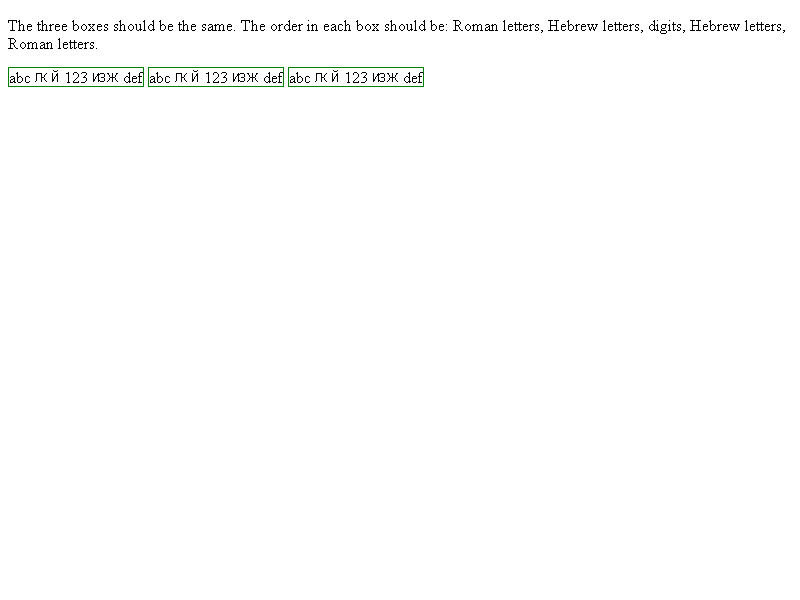 The three boxes should be the same. The order in each box should be: Roman letters, Hebrew letters, digits, Hebrew letters,
Roman letters.
abc ЛК Й 123 ИЗЖ def abc ЛК Й 123 ИЗЖ def abc ЛК Й 123 ИЗЖ def